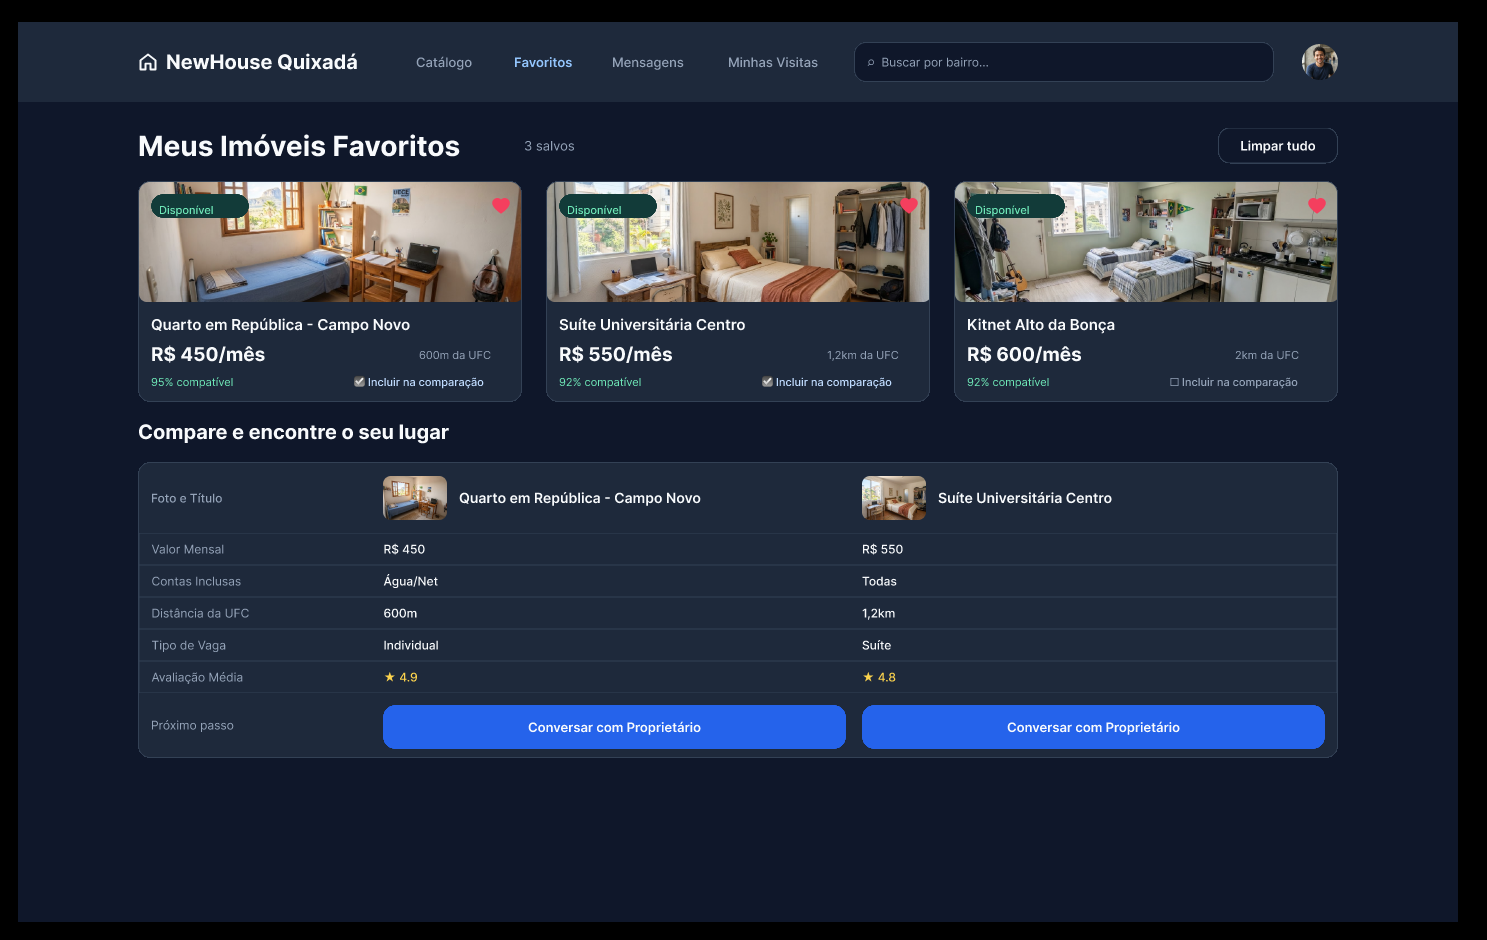 NewHouse Quixadá
Catálogo
Favoritos
Mensagens
Minhas Visitas
Buscar por bairro...
Meus Imóveis Favoritos
3 salvos
Limpar tudo
Disponível
Quarto em República - Campo Novo
R$ 450/mês
600m da UFC
95% compatível
Incluir na comparação
Disponível
Suíte Universitária Centro
R$ 550/mês
1,2km da UFC
92% compatível
Incluir na comparação
Disponível
Kitnet Alto da Bonça
R$ 600/mês
2km da UFC
92% compatível
Incluir na comparação
Compare e encontre o seu lugar
Foto e Título
Quarto em República - Campo Novo
Suíte Universitária Centro
Valor Mensal
R$ 450
R$ 550
Contas Inclusas
Água/Net
Todas
Distância da UFC
600m
1,2km
Tipo de Vaga
Individual
Suíte
Avaliação Média
★ 4.9
★ 4.8
Próximo passo
Conversar com Proprietário
Conversar com Proprietário